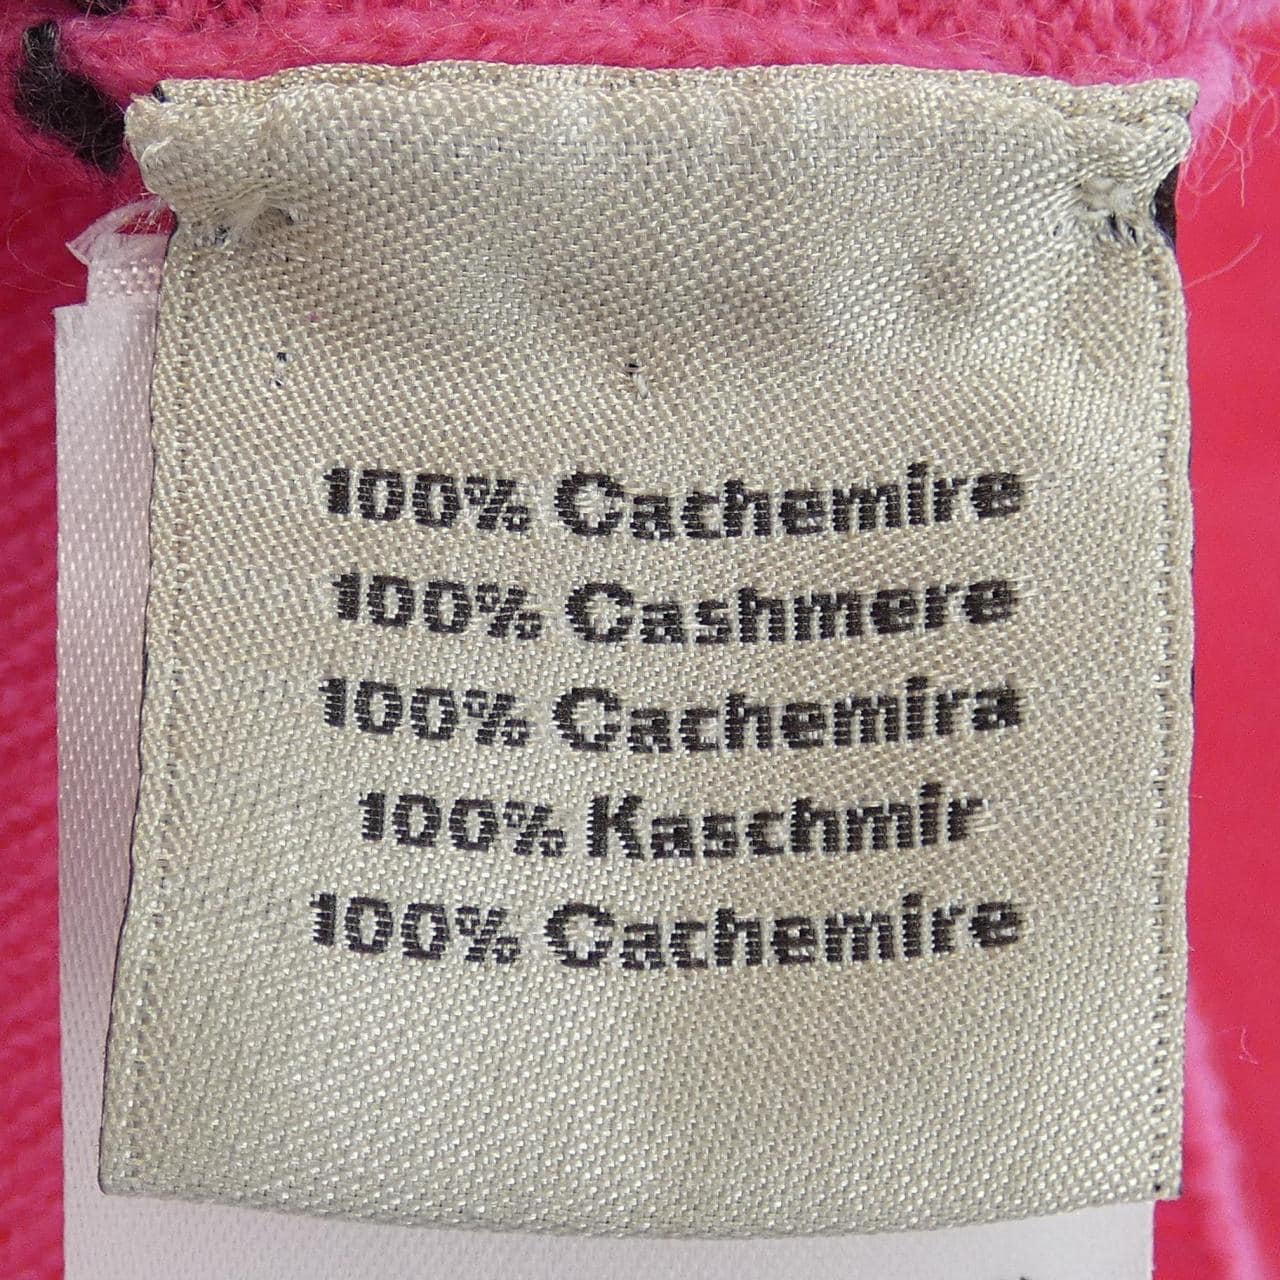 100% Cachemire
100% Cashmere
100% Cachemira
100% Kaschmir
100% Cachemire